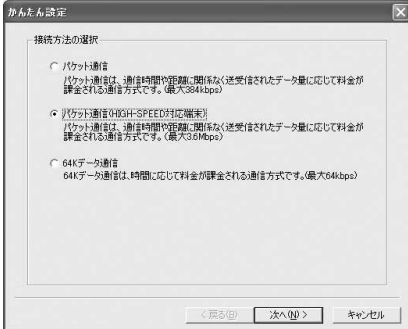 かんたん設定
接続方法の選択
パケット通信
パケット通信は、通信時間や距離に関係なく送受信されたデータ量に応じて料金が
課金される通信方式です。(最大384kbps)
パケット通信(HIGH-SPEED対応端末)
パケット通信は、通信時間や距離に関係なく送受信されたデータ量に応じて料金が
課金される通信方式です。(最大3.6Mbps)
64Kデータ通信
64Kデータ通信は、時間に応じて料金が課金される通信方式です。(最大64kbps)
< 戻る(B)
次へ(N) >
キャンセル